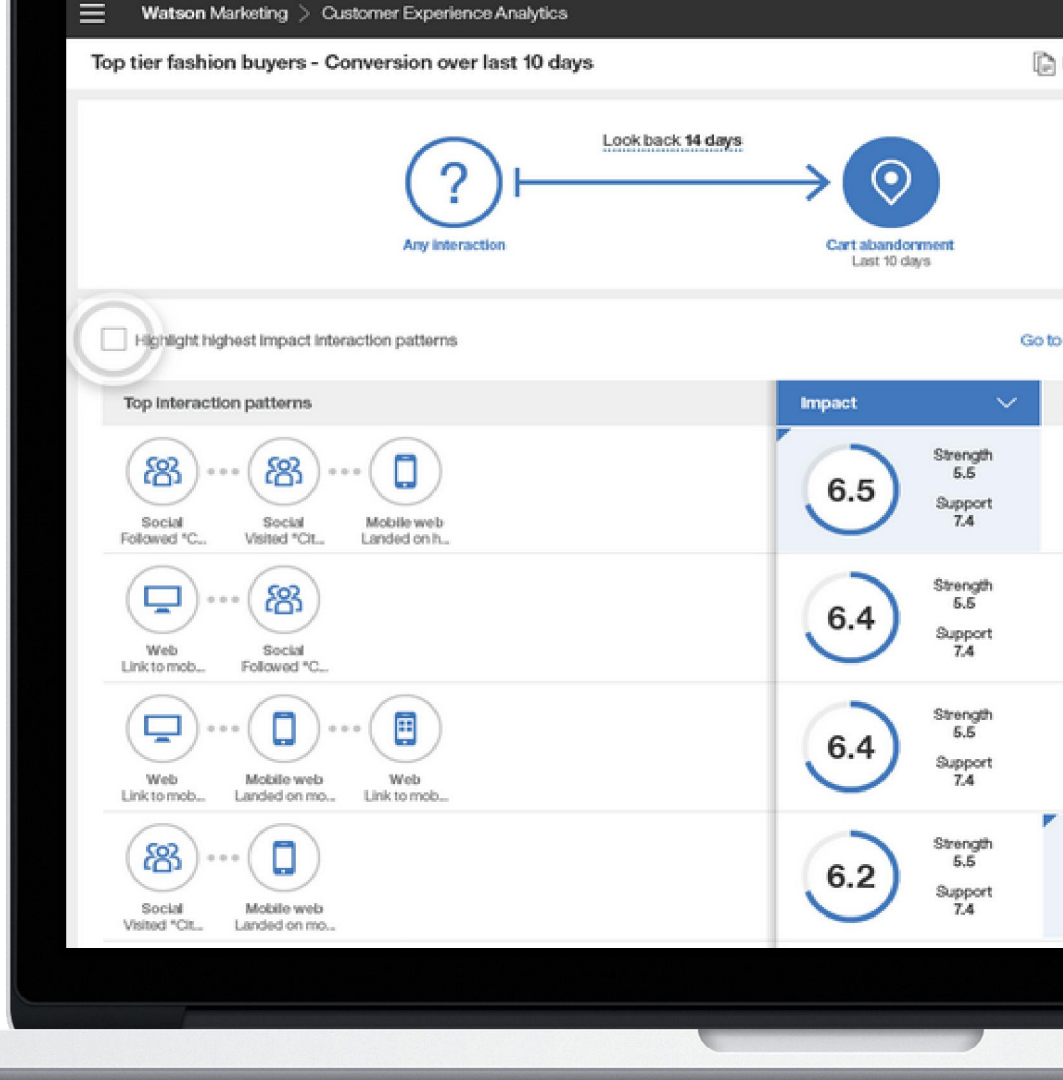 Watson Marketing > Customer Experience Analytics
Top tier fashion buyers - Conversion over last 10 days
Look back 14 days
?
Any interaction
Cart abandonment
Last 10 days
Highlight highest impact interaction patterns
Go to
Top interaction patterns
Impact
Social
Followed "C...
Social
Visited "Cit...
Mobile web
Landed on h...
6.5
Strength
5.5
Support
7.4
Web
Link to mob...
Social
Followed "C...
6.4
Strength
5.5
Support
7.4
Web
Link to mob...
Mobile web
Landed on mo...
Web
Link to mob...
6.4
Strength
5.5
Support
7.4
Social
Visited "Cit...
Mobile web
Landed on mo...
6.2
Strength
5.5
Support
7.4